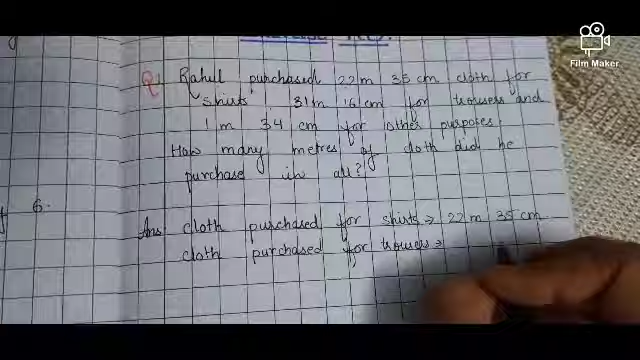 Film Maker
Q Rahul purchased 22 m 35 cm cloth for
shirts 31m 16 cm for trousers and
1 m 34 cm for other purposes.
How many metres of cloth did he
purchase in all?
6.
Ans. cloth purchased for shirts → 22 m 35 cm
cloth purchased for trousers →